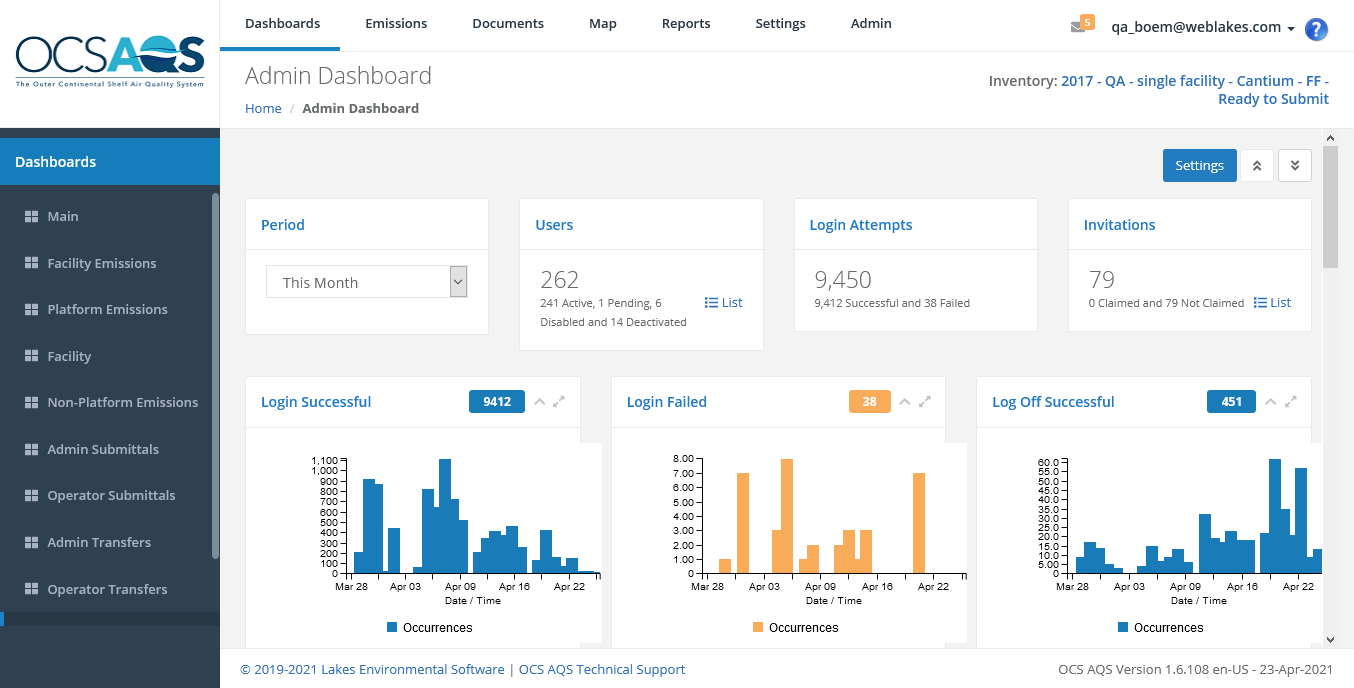 OCSAQS
The Outer Continental Shelf Air Quality System
Dashboards Emissions Documents Map Reports Settings Admin
5 qa_boem@weblakes.com ?
Admin Dashboard
Home / Admin Dashboard
Inventory: 2017 - QA - single facility - Cantium - FF -
Ready to Submit
Dashboards
Main
Facility Emissions
Platform Emissions
Facility
Non-Platform Emissions
Admin Submittals
Operator Submittals
Admin Transfers
Operator Transfers
Settings
Period
This Month
Users
262
241 Active, 1 Pending, 6
Disabled and 14 Deactivated
List
Login Attempts
9,450
9,412 Successful and 38 Failed
Invitations
79
0 Claimed and 79 Not Claimed
List
Login Successful 9412
1,100
1,000
900
800
700
600
500
400
300
200
100
0
Mar 28 Apr 03 Apr 09 Apr 16 Apr 22
Date / Time
Occurrences
Login Failed 38
8.00
7.00
6.00
5.00
4.00
3.00
2.00
1.00
0
Mar 28 Apr 03 Apr 09 Apr 16 Apr 22
Date / Time
Occurrences
Log Off Successful 451
60.0
55.0
50.0
45.0
40.0
35.0
30.0
25.0
20.0
15.0
10.0
5.00
0
Mar 28 Apr 03 Apr 09 Apr 16 Apr 22
Date / Time
Occurrences
© 2019-2021 Lakes Environmental Software | OCS AQS Technical Support
OCS AQS Version 1.6.108 en-US - 23-Apr-2021